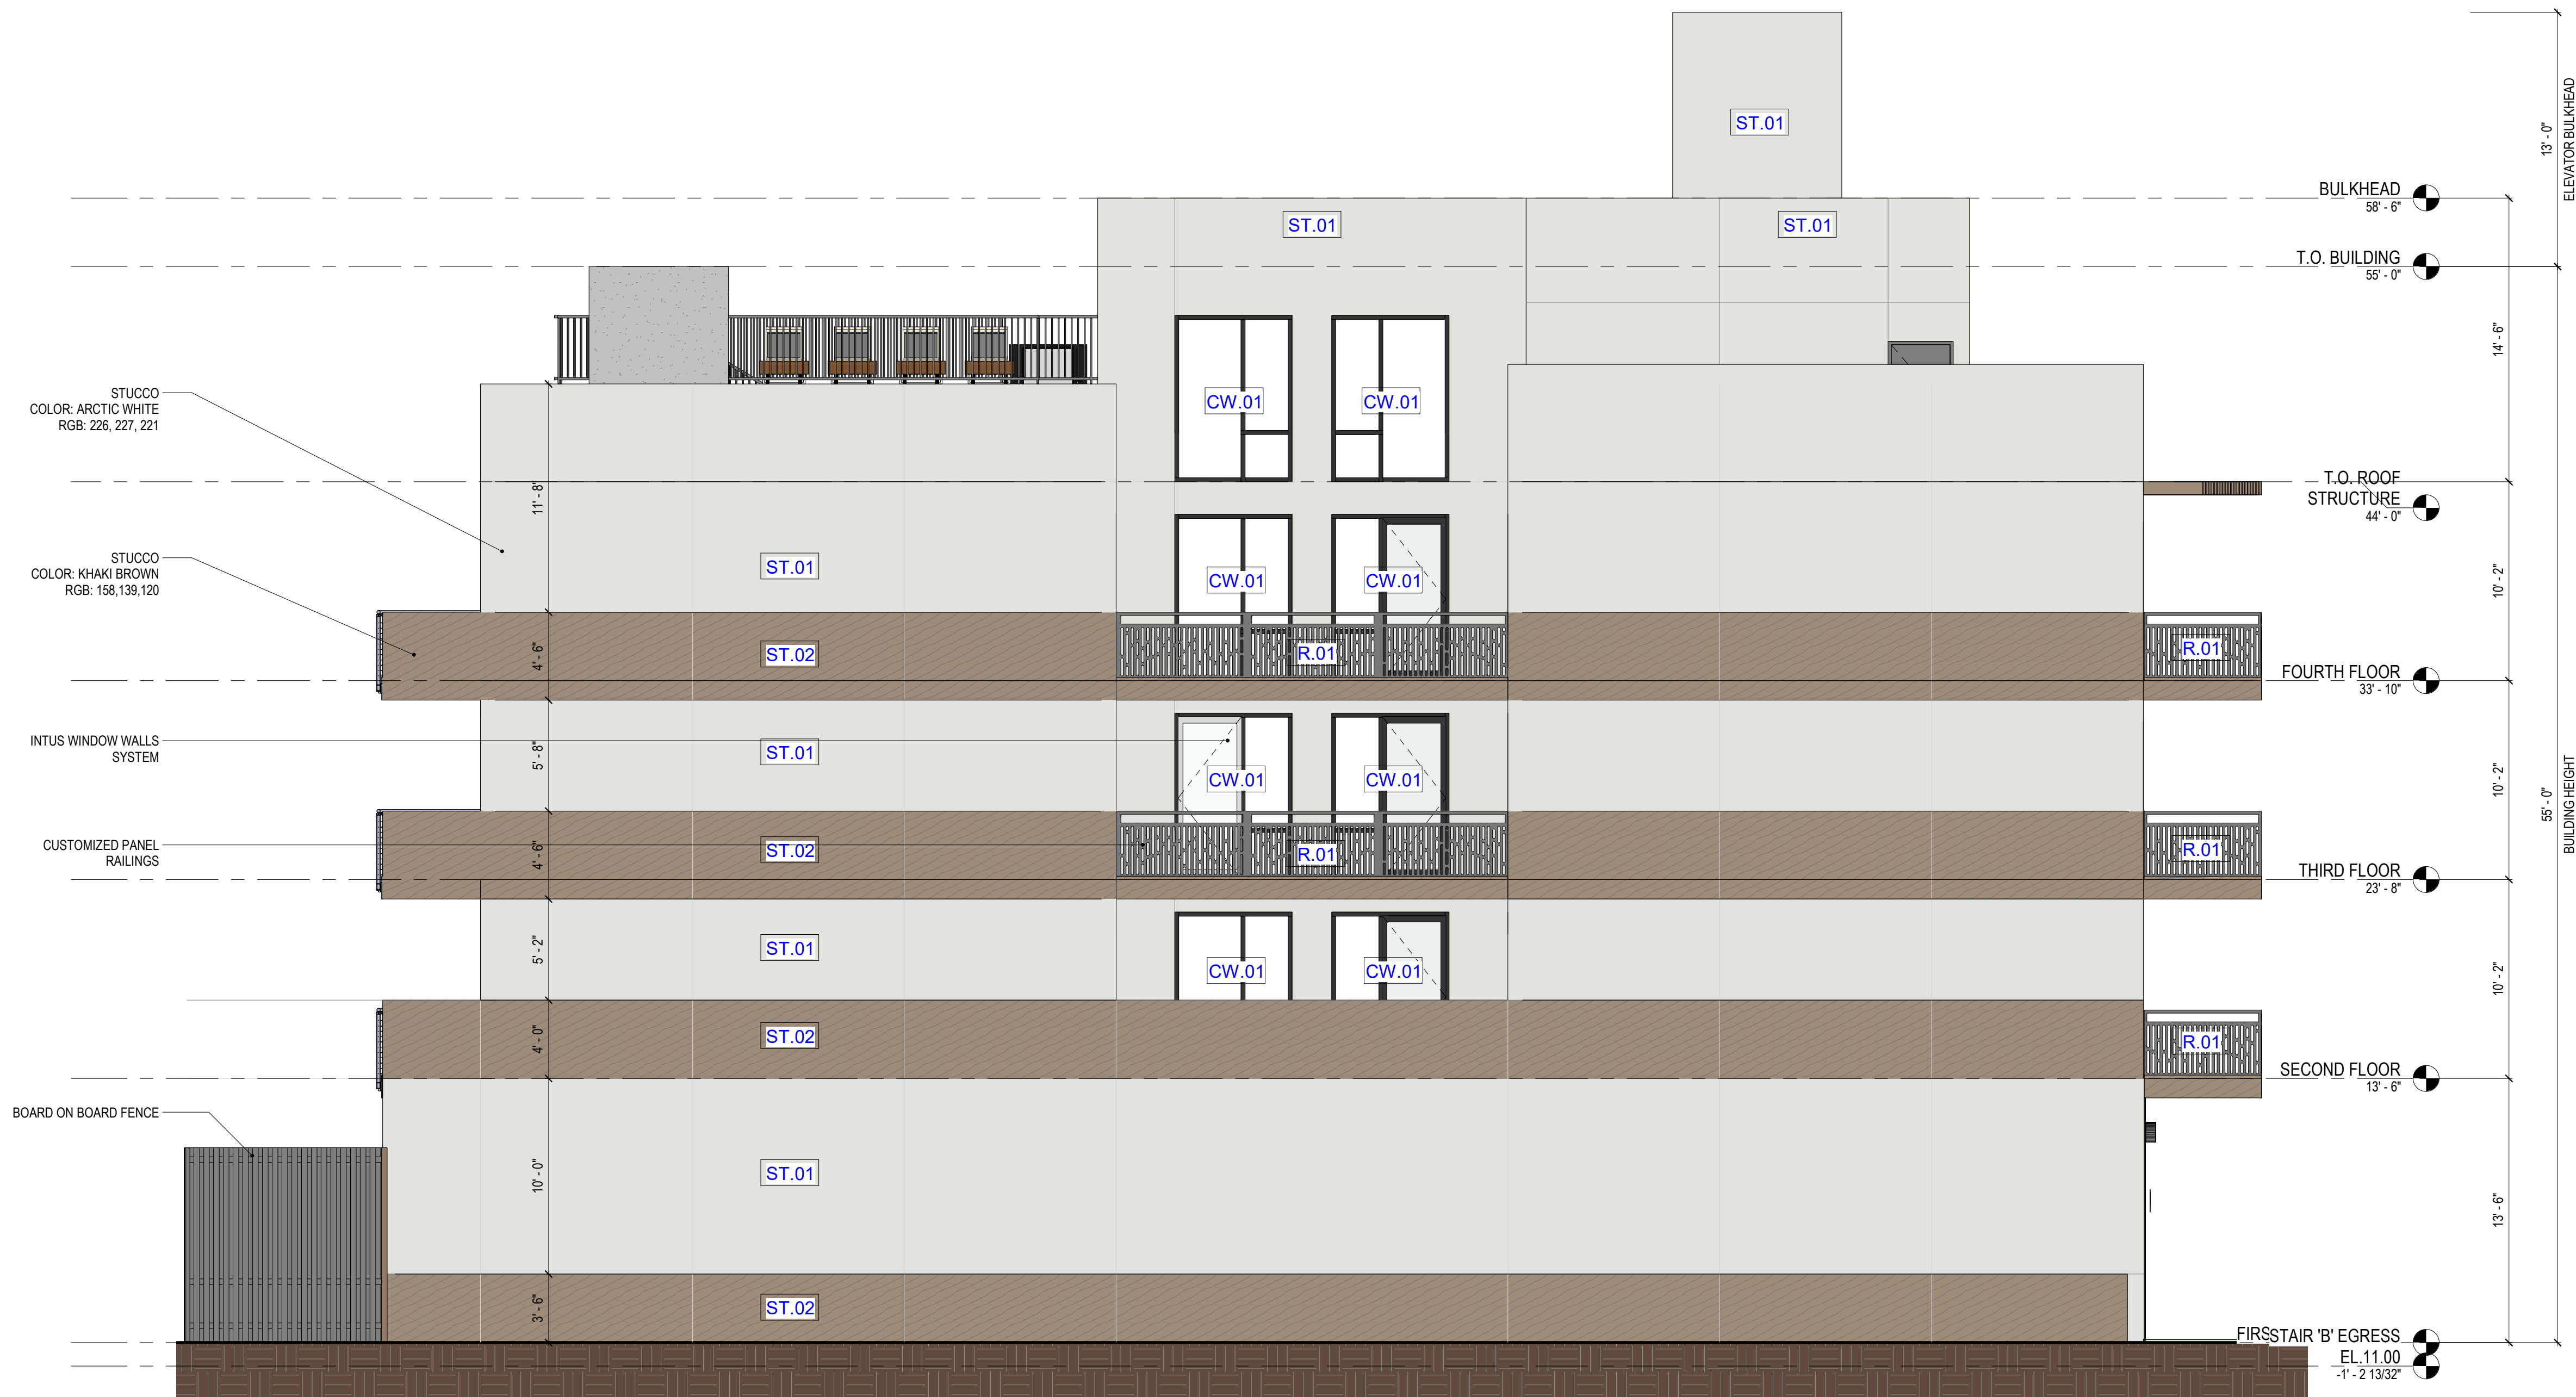 ST.01
13' - 0"
ELEVATOR BULKHEAD
BULKHEAD
58' - 6"
ST.01
ST.01
T.O. BUILDING
55' - 0"
14' - 6"
STUCCO
COLOR: ARCTIC WHITE
RGB: 226, 227, 221
CW.01
CW.01
11' - 8"
T.O. ROOF
STRUCTURE
44' - 0"
STUCCO
COLOR: KHAKI BROWN
RGB: 158,139,120
ST.01
CW.01
CW.01
10' - 2"
4' - 6"
ST.02
R.01
R.01
FOURTH FLOOR
33' - 10"
INTUS WINDOW WALLS
SYSTEM
5' - 8"
ST.01
CW.01
CW.01
10' - 2"
55' - 0"
BUILDING HEIGHT
CUSTOMIZED PANEL
RAILINGS
4' - 6"
ST.02
R.01
R.01
THIRD FLOOR
23' - 8"
5' - 2"
ST.01
CW.01
CW.01
10' - 2"
4' - 0"
ST.02
R.01
SECOND FLOOR
13' - 6"
BOARD ON BOARD FENCE
10' - 0"
ST.01
13' - 6"
3' - 6"
ST.02
STAIR 'B' EGRESS
EL.11.00
-1' - 2 13/32"